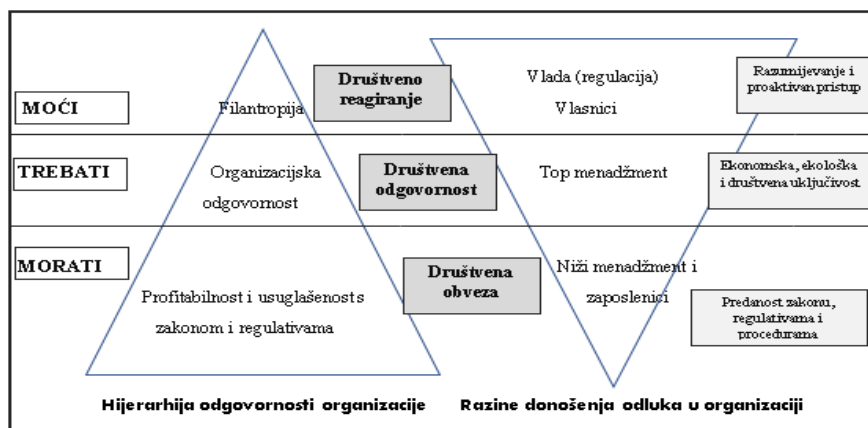 MOĆI
Filantropija
Društveno
reagiranje
Vlada (regulacija)
Vlasnici
Razumijevanje i
proaktivan pristup
TREBATI
Organizacijska
odgovornost
Društvena
odgovornost
Top menadžment
Ekonomska, ekološka
i društvena uključivost
MORATI
Profitabilnost i usuglašenost s
zakonom i regulativama
Društvena
obveza
Niži menadžment i
zaposlenici
Predanost zakonu,
regulativama i
procedurama
Hijerarhija odgovornosti organizacije
Razine donošenja odluka u organizaciji